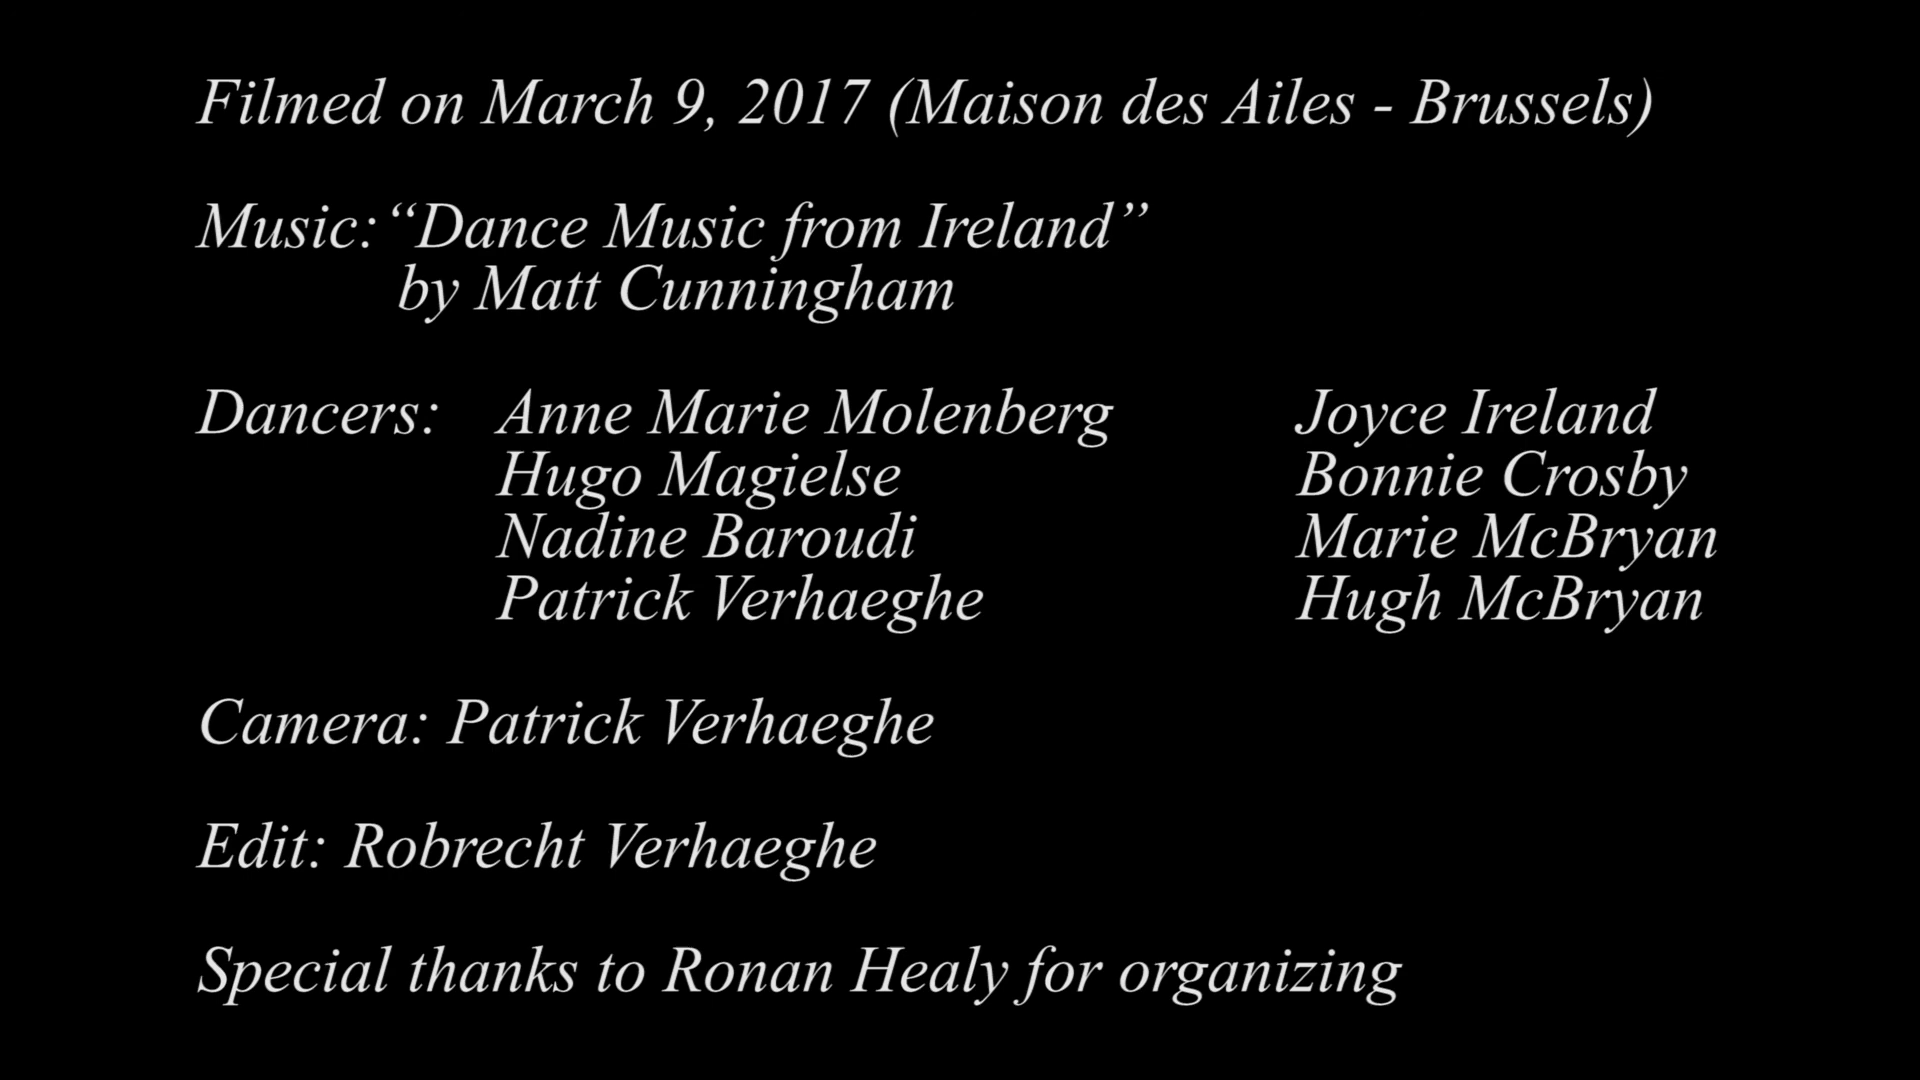 Filmed on March 9, 2017 (Maison des Ailes - Brussels)
Music: “Dance Music from Ireland”
by Matt Cunningham
Dancers: Anne Marie Molenberg Joyce Ireland
Hugo Magielse Bonnie Crosby
Nadine Baroudi Marie McBryan
Patrick Verhaeghe Hugh McBryan
Camera: Patrick Verhaeghe
Edit: Robrecht Verhaeghe
Special thanks to Ronan Healy for organizing